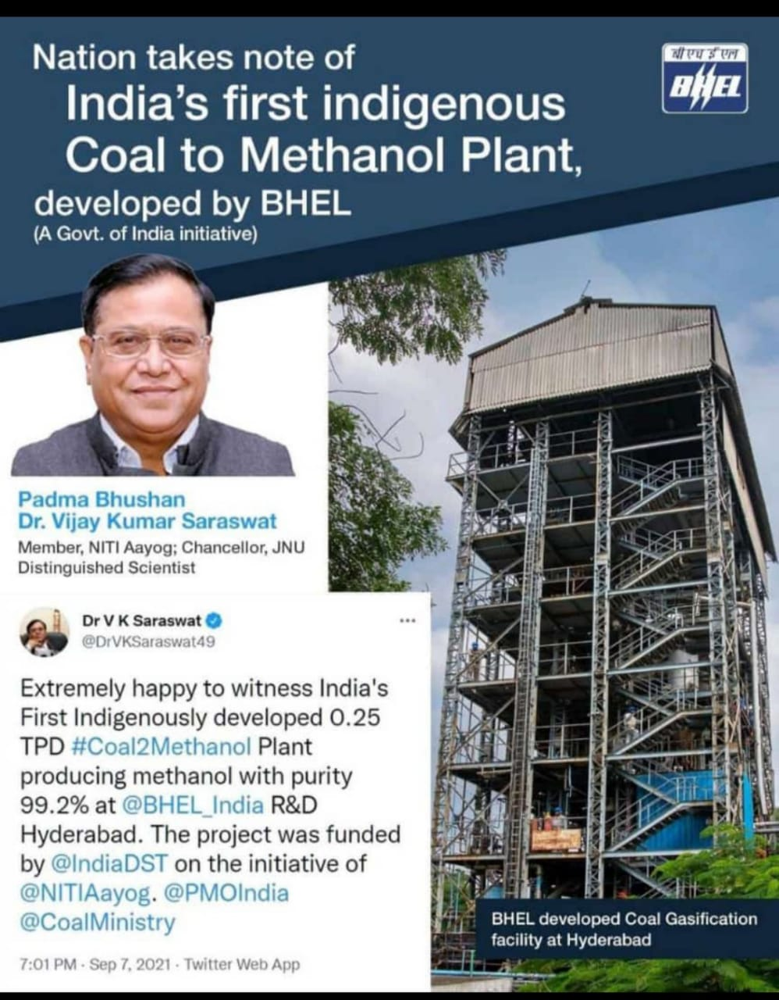 Nation takes note of
India's first indigenous
Coal to Methanol Plant,
developed by BHEL
(A Govt. of India initiative)
बी एच ई एल
BHEL
Padma Bhushan
Dr. Vijay Kumar Saraswat
Member, NITI Aayog; Chancellor, JNU
Distinguished Scientist
Dr V K Saraswat
@DrVKSaraswat49
Extremely happy to witness India's
First Indigenously developed 0.25
TPD #Coal2Methanol Plant
producing methanol with purity
99.2% at @BHEL_India R&D
Hyderabad. The project was funded
by @IndiaDST on the initiative of
@NITIAayog. @PMOIndia
@CoalMinistry
7:01 PM · Sep 7, 2021 · Twitter Web App
BHEL developed Coal Gasification
facility at Hyderabad